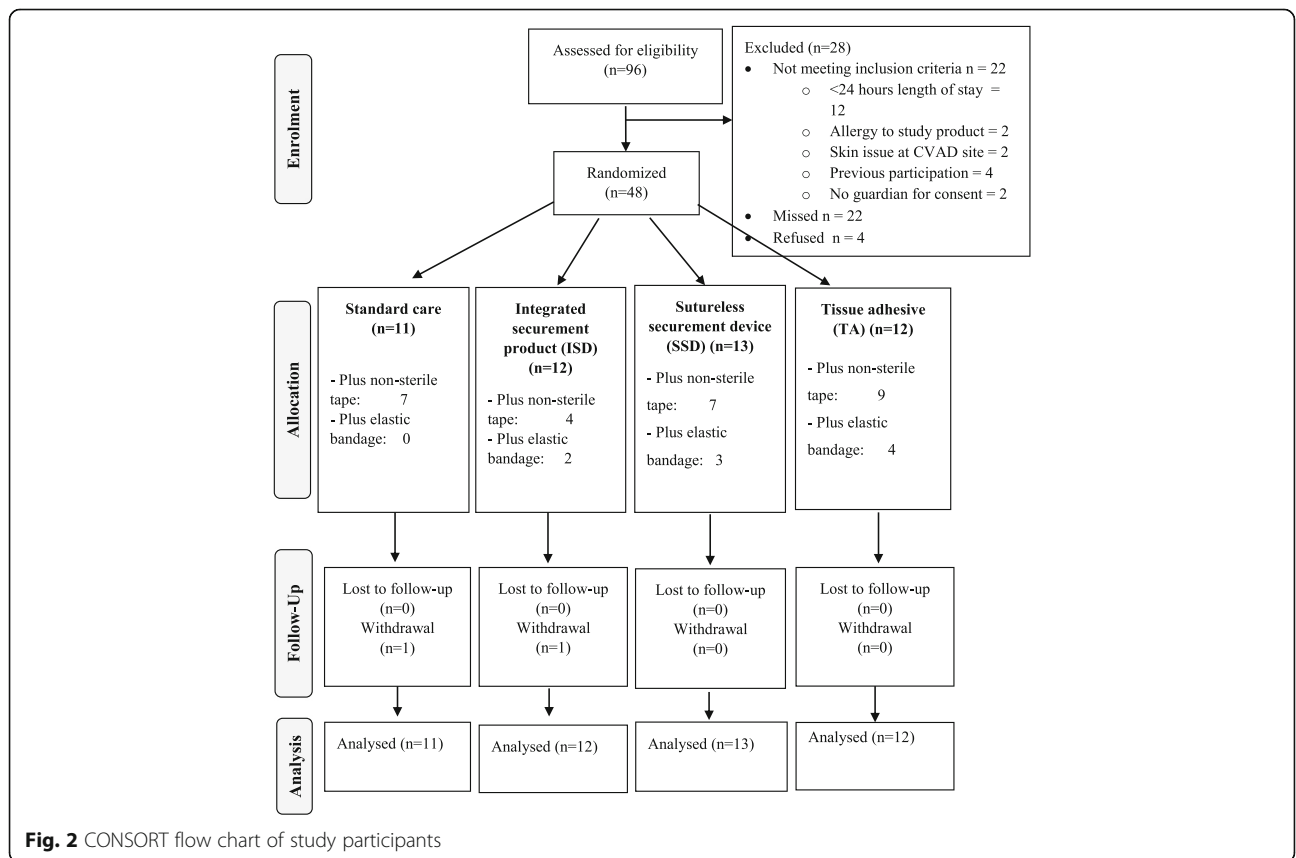 Enrolment
Assessed for eligibility
(n=96)
Excluded (n=28)
• Not meeting inclusion criteria n = 22
o <24 hours length of stay =
12
o Allergy to study product = 2
o Skin issue at CVAD site = 2
o Previous participation = 4
o No guardian for consent = 2
• Missed n = 22
• Refused n = 4
Randomized
(n=48)
Allocation
Standard care
(n=11)
- Plus non-sterile
tape: 7
- Plus elastic
bandage: 0
Integrated
securement
product (ISD)
(n=12)
- Plus non-sterile
tape: 4
- Plus elastic
bandage: 2
Sutureless
securement device
(SSD) (n=13)
- Plus non-sterile
tape: 7
- Plus elastic
bandage: 3
Tissue adhesive
(TA) (n=12)
- Plus non-sterile
tape: 9
- Plus elastic
bandage: 4
Follow-Up
Lost to follow-up
(n=0)
Withdrawal
(n=1)
Lost to follow-up
(n=0)
Withdrawal
(n=1)
Lost to follow-up
(n=0)
Withdrawal
(n=0)
Lost to follow-up
(n=0)
Withdrawal
(n=0)
Analysis
Analysed (n=11)
Analysed (n=12)
Analysed (n=13)
Analysed (n=12)
Fig. 2 CONSORT flow chart of study participants